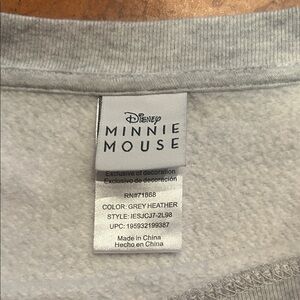 Disney
MINNIE
MOUSE
Exclusive of decoration
Exclusivo de decoración
RN#71868
COLOR: GREY HEATHER
STYLE: IESJCJ7-2L98
UPC: 195932199387
Made in China
Hecho en China